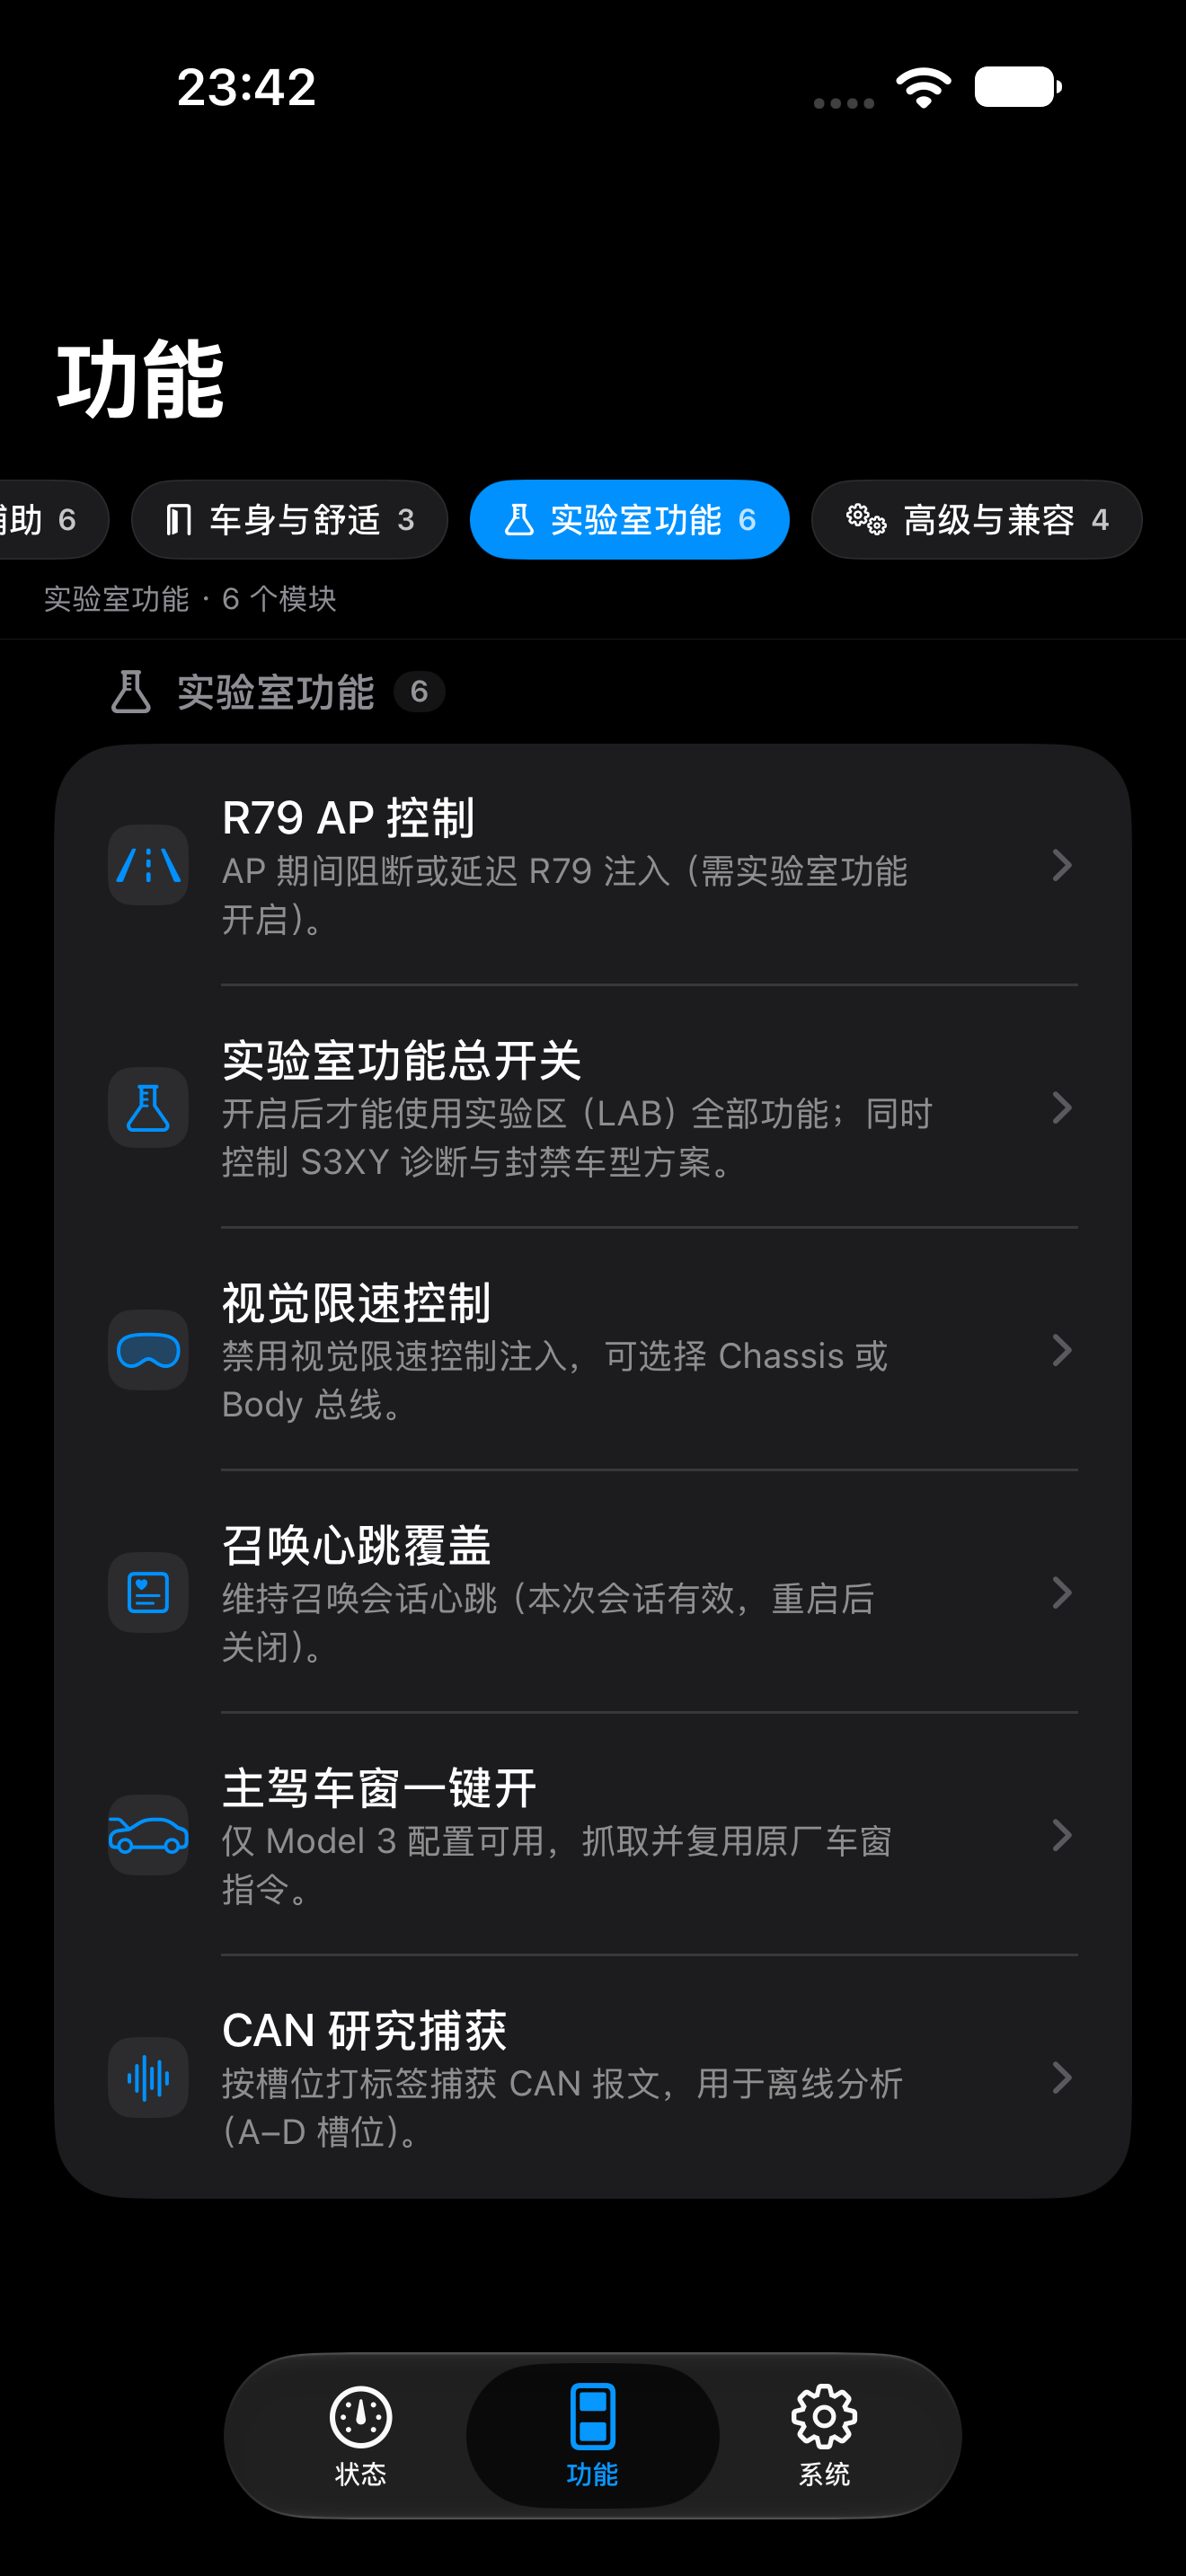 23:42
功能
助 6
车身与舒适 3
实验室功能 6
高级与兼容 4
实验室功能 · 6 个模块
实验室功能 6
R79 AP 控制
AP 期间阻断或延迟 R79 注入（需实验室功能
开启）。
实验室功能总开关
开启后才能使用实验区（LAB）全部功能；同时
控制 S3XY 诊断与封禁车型方案。
视觉限速控制
禁用视觉限速控制注入，可选择 Chassis 或
Body 总线。
召唤心跳覆盖
维持召唤会话心跳（本次会话有效，重启后
关闭）。
主驾车窗一键开
仅 Model 3 配置可用，抓取并复用原厂车窗
指令。
CAN 研究捕获
按槽位打标签捕获 CAN 报文，用于离线分析
（A–D 槽位）。
状态
功能
系统